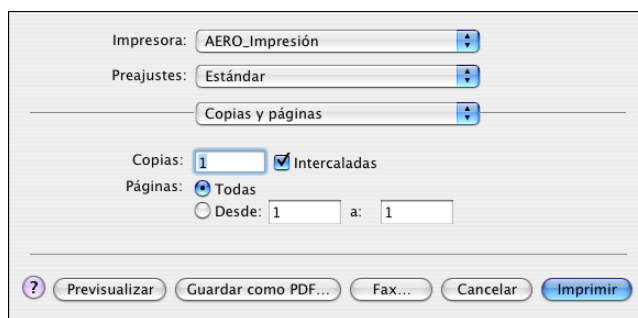 Impresora: AERO_Impresión
Preajustes: Estándar
Copias y páginas
Copias: 1 Intercaladas
Páginas: Todas
Desde: 1 a: 1
? Previsualizar Guardar como PDF... Fax... Cancelar Imprimir